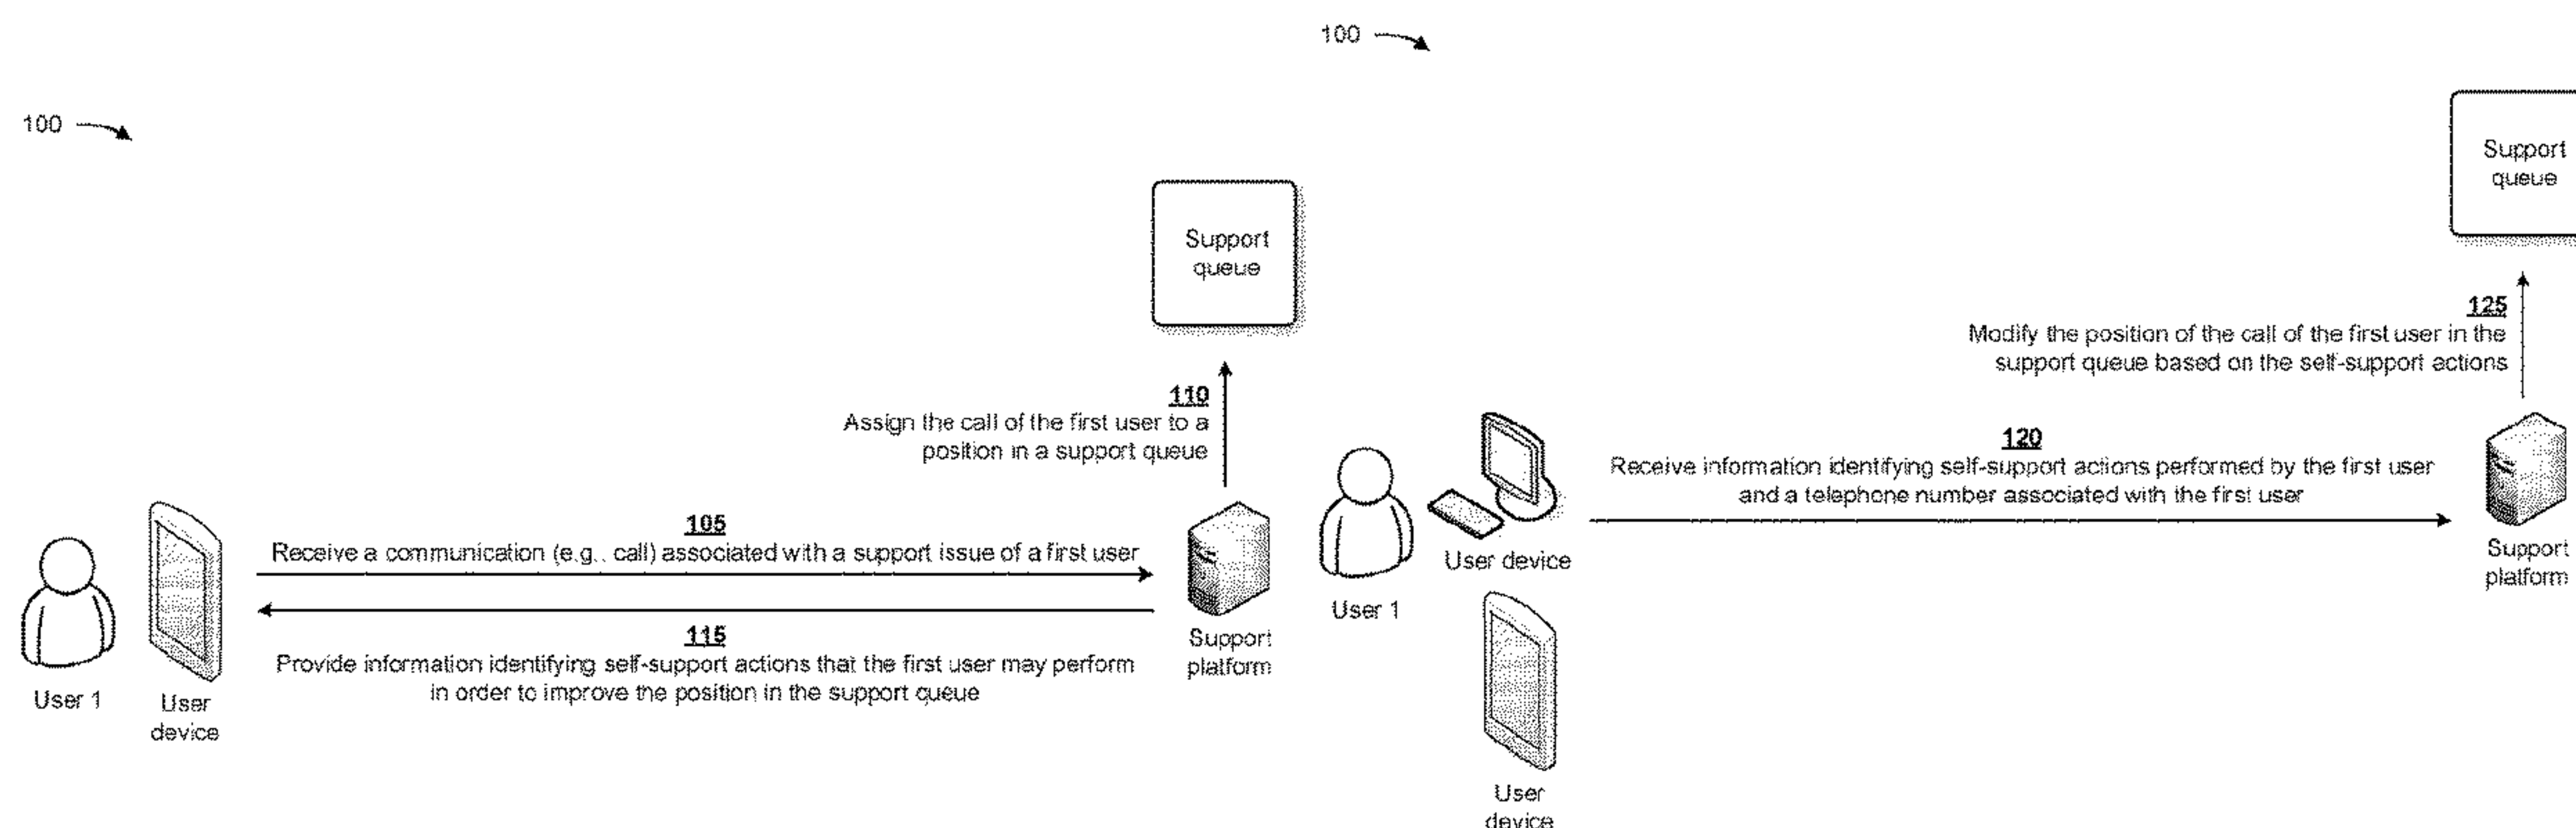 100
Support
queue
110
Assign the call of the first user to a
position in a support queue
105
Receive a communication (e.g., call) associated with a support issue of a first user
115
Provide information identifying self-support actions that the first user may perform
in order to improve the position in the support queue
User 1
User
device
Support
platform
100
Support
queue
125
Modify the position of the call of the first user in the
support queue based on the self-support actions
120
Receive information identifying self-support actions performed by the first user
and a telephone number associated with the first user
User 1
User device
User
device
Support
platform